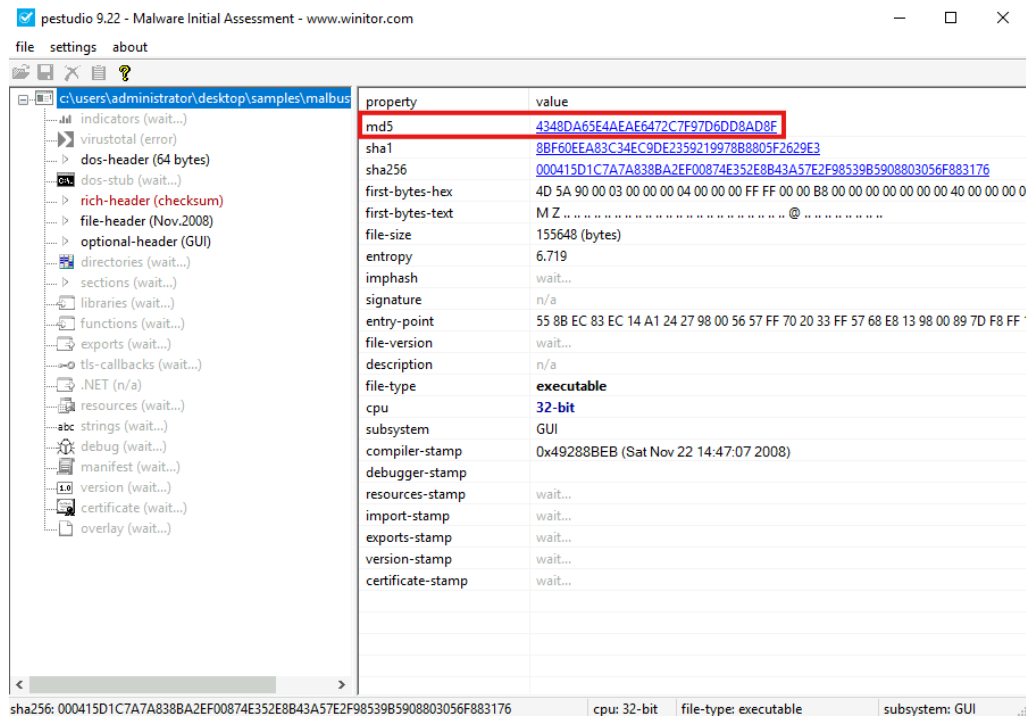 pestudio 9.22 - Malware Initial Assessment - www.winitor.com
file settings about
c:\users\administrator\desktop\samples\malbus
indicators (wait...)
virustotal (error)
dos-header (64 bytes)
dos-stub (wait...)
rich-header (checksum)
file-header (Nov.2008)
optional-header (GUI)
directories (wait...)
sections (wait...)
libraries (wait...)
functions (wait...)
exports (wait...)
tls-callbacks (wait...)
.NET (n/a)
resources (wait...)
abc strings (wait...)
debug (wait...)
manifest (wait...)
1.0 version (wait...)
certificate (wait...)
overlay (wait...)
property value
md5 4348DA65E4AEAE6472C7F97D6DD8AD8F
sha1 8BF60EEA83C34EC9DE2359219978B8805F2629E3
sha256 000415D1C7A7A838BA2EF00874E352E8B43A57E2F98539B5908803056F883176
first-bytes-hex 4D 5A 90 00 03 00 00 00 04 00 00 00 FF FF 00 00 B8 00 00 00 00 00 00 00 40 00 00 00 0
first-bytes-text M Z .. .. .. .. .. .. .. .. .. .. .. .. .. .. .. .. .. .. .. .. .. .. @ .. .. .. .. .. .. ..
file-size 155648 (bytes)
entropy 6.719
imphash wait...
signature n/a
entry-point 55 8B EC 83 EC 14 A1 24 27 98 00 56 57 FF 70 20 33 FF 57 68 E8 13 98 00 89 7D F8 FF
file-version wait...
description n/a
file-type executable
cpu 32-bit
subsystem GUI
compiler-stamp 0x49288BEB (Sat Nov 22 14:47:07 2008)
debugger-stamp
resources-stamp wait...
import-stamp wait...
exports-stamp wait...
version-stamp wait...
certificate-stamp wait...
sha256: 000415D1C7A7A838BA2EF00874E352E8B43A57E2F98539B5908803056F883176 cpu: 32-bit file-type: executable subsystem: GUI